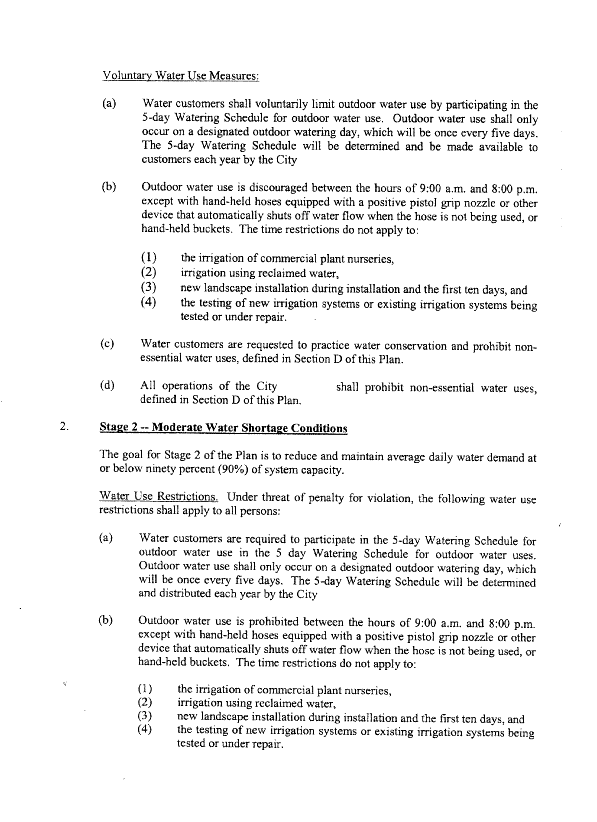 Voluntary Water Use Measures:
(a) Water customers shall voluntarily limit outdoor water use by participating in the
5-day Watering Schedule for outdoor water use. Outdoor water use shall only
occur on a designated outdoor watering day, which will be once every five days.
The 5-day Watering Schedule will be determined and be made available to
customers each year by the City
(b) Outdoor water use is discouraged between the hours of 9:00 a.m. and 8:00 p.m.
except with hand-held hoses equipped with a positive pistol grip nozzle or other
device that automatically shuts off water flow when the hose is not being used, or
hand-held buckets. The time restrictions do not apply to:
(1) the irrigation of commercial plant nurseries,
(2) irrigation using reclaimed water,
(3) new landscape installation during installation and the first ten days, and
(4) the testing of new irrigation systems or existing irrigation systems being
tested or under repair.
(c) Water customers are requested to practice water conservation and prohibit non-
essential water uses, defined in Section D of this Plan.
(d) All operations of the City shall prohibit non-essential water uses,
defined in Section D of this Plan.
2. Stage 2 -- Moderate Water Shortage Conditions
The goal for Stage 2 of the Plan is to reduce and maintain average daily water demand at
or below ninety percent (90%) of system capacity.
Water Use Restrictions. Under threat of penalty for violation, the following water use
restrictions shall apply to all persons:
(a) Water customers are required to participate in the 5-day Watering Schedule for
outdoor water use in the 5 day Watering Schedule for outdoor water uses.
Outdoor water use shall only occur on a designated outdoor watering day, which
will be once every five days. The 5-day Watering Schedule will be determined
and distributed each year by the City
(b) Outdoor water use is prohibited between the hours of 9:00 a.m. and 8:00 p.m.
except with hand-held hoses equipped with a positive pistol grip nozzle or other
device that automatically shuts off water flow when the hose is not being used, or
hand-held buckets. The time restrictions do not apply to:
(1) the irrigation of commercial plant nurseries,
(2) irrigation using reclaimed water,
(3) new landscape installation during installation and the first ten days, and
(4) the testing of new irrigation systems or existing irrigation systems being
tested or under repair.